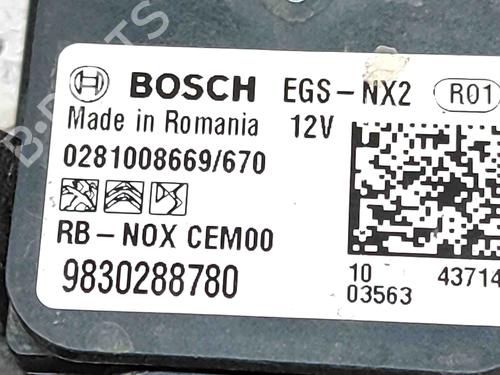 BOSCH EGS-NX2 R01
Made in Romania 12V
0281008669/670
RB-NOX CEM00
9830288780
10 43714
03563